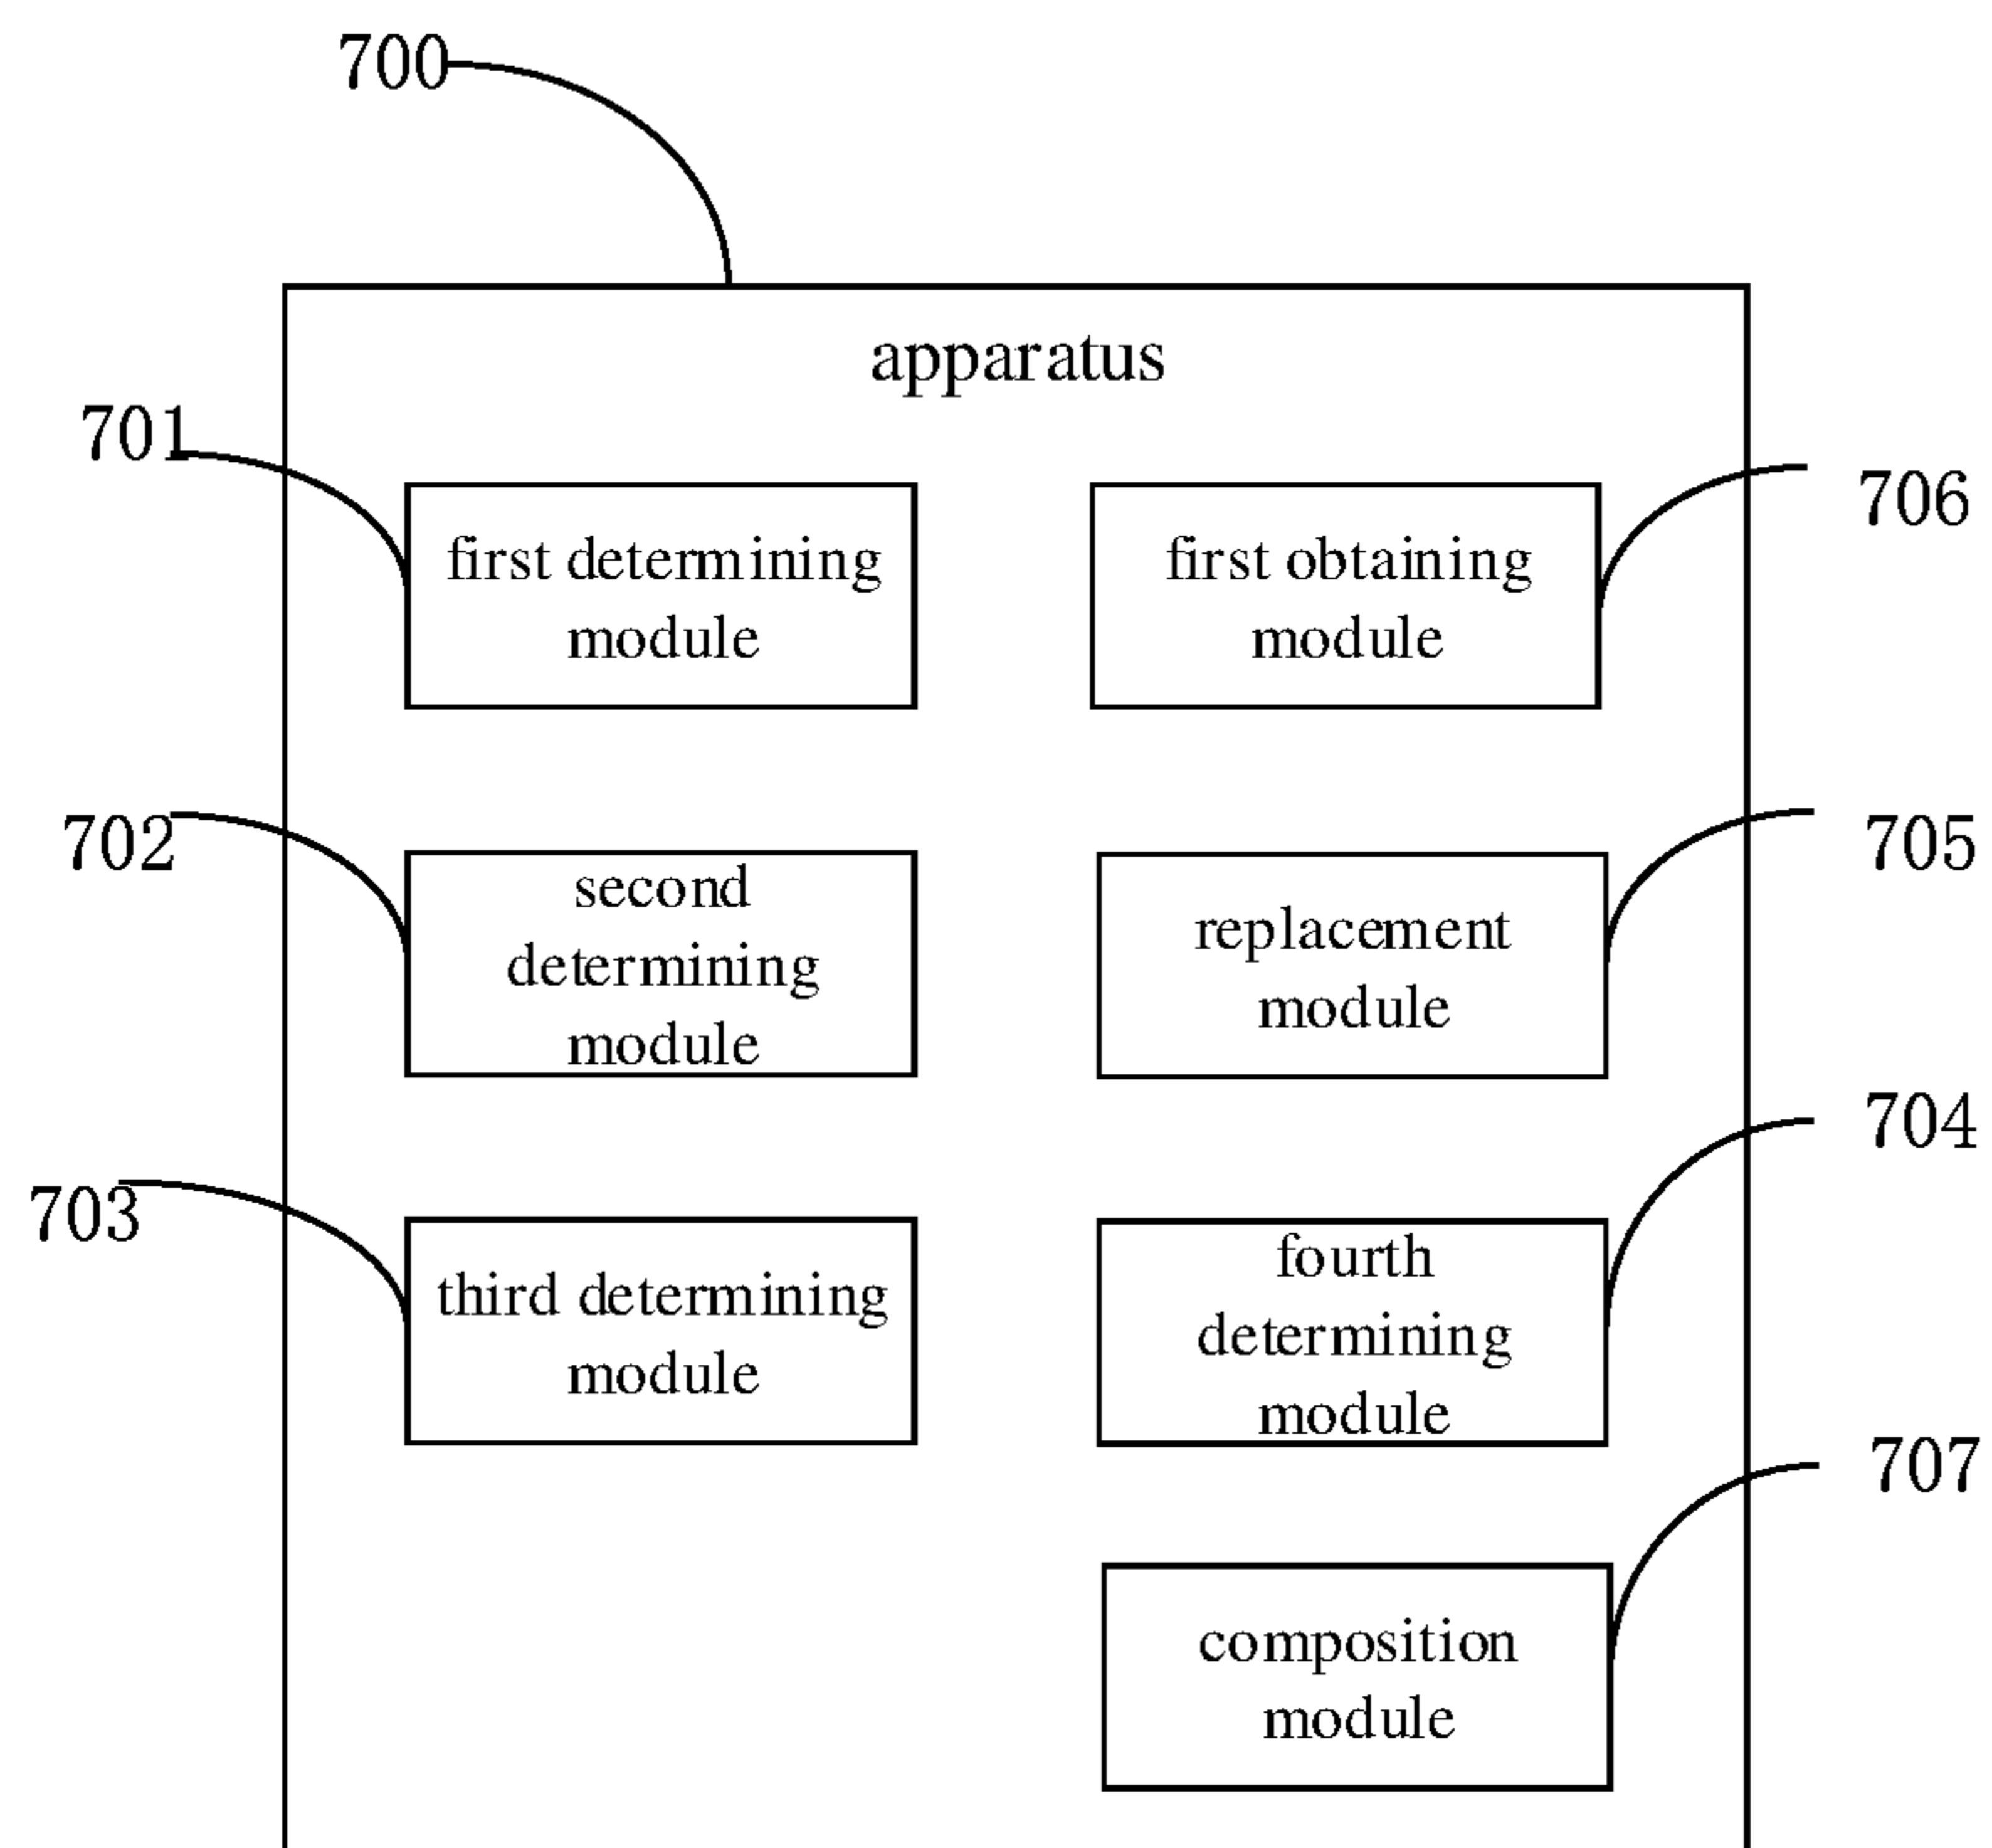 700
apparatus
701
first determining
module
first obtaining
module
706
702
second
determining
module
replacement
module
705
703
third determining
module
fourth
determining
module
704
composition
module
707